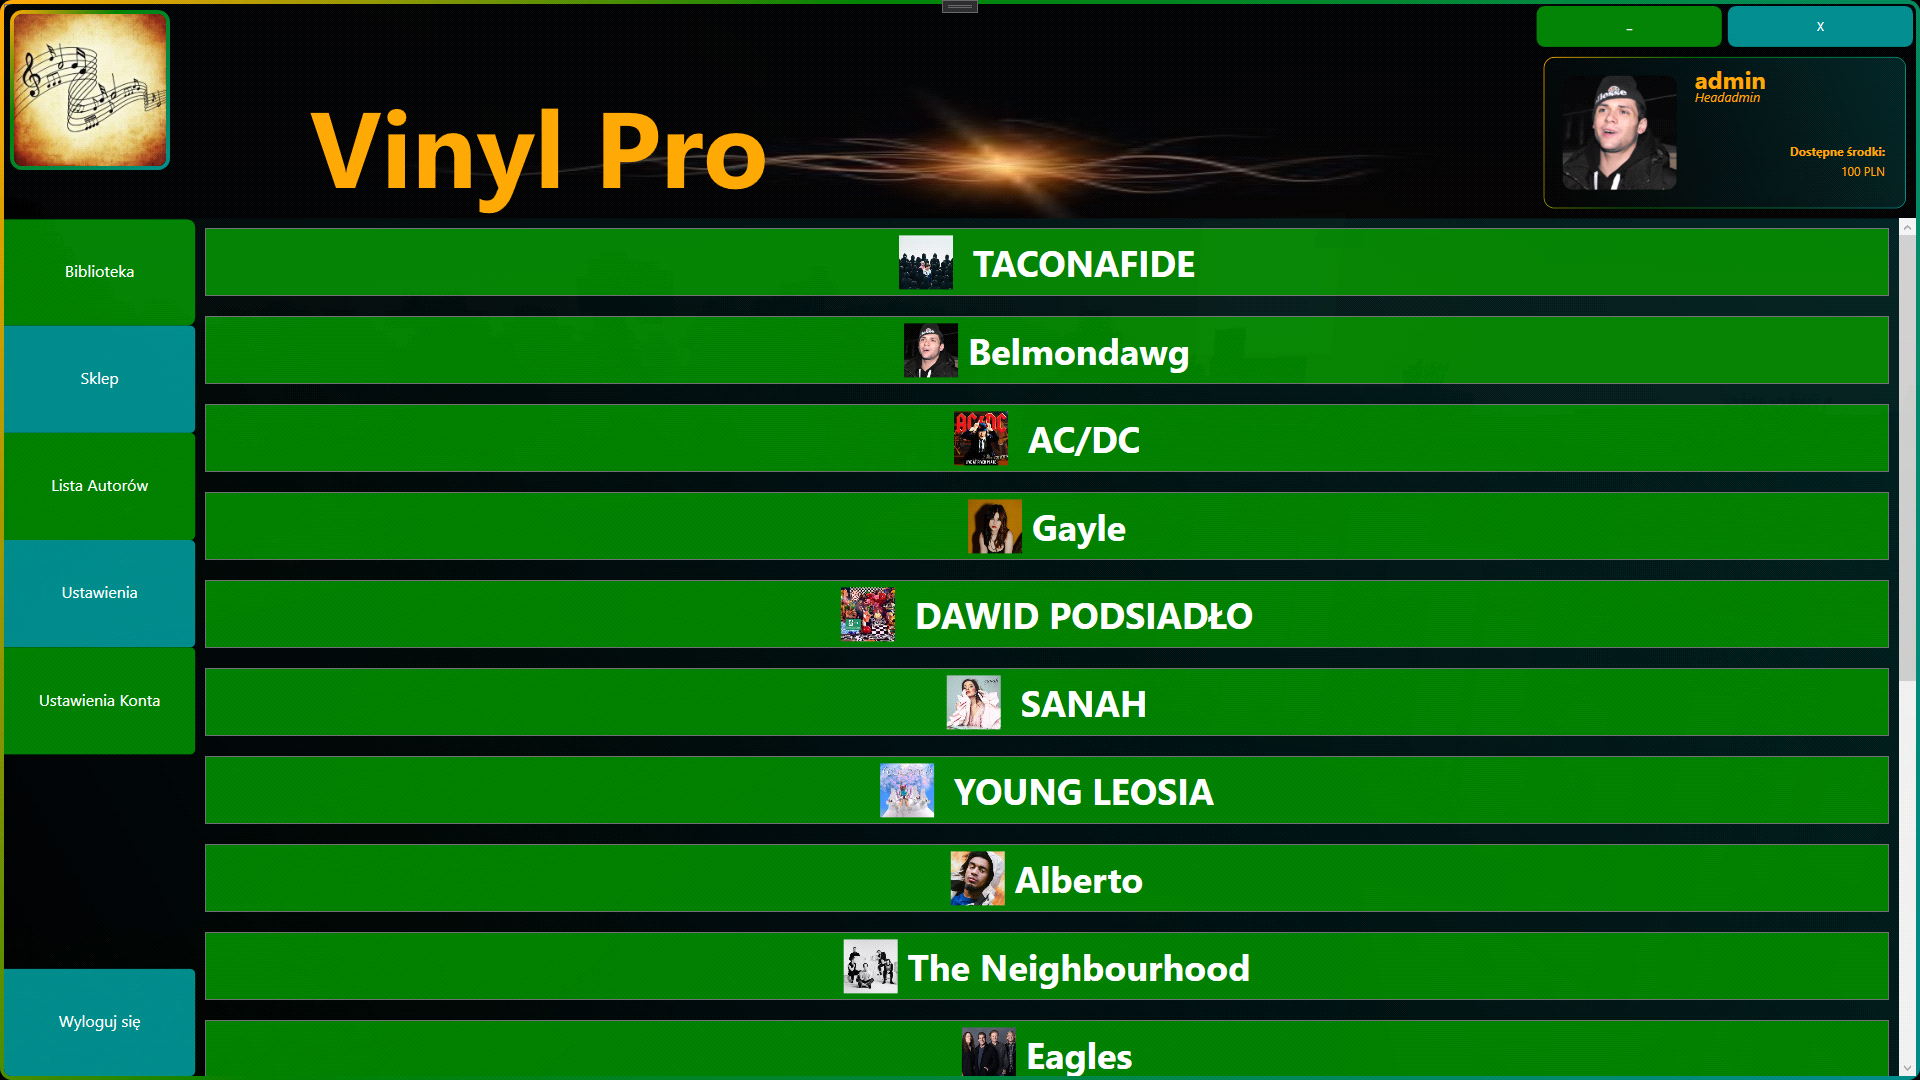 _
X
Vinyl Pro
admin
Headadmin
Dostępne środki:
100 PLN
Biblioteka
Sklep
Lista Autorów
Ustawienia
Ustawienia Konta
Wyloguj się
TACONAFIDE
Belmondawg
AC/DC
Gayle
DAWID PODSIADŁO
SANAH
YOUNG LEOSIA
Alberto
The Neighbourhood
Eagles